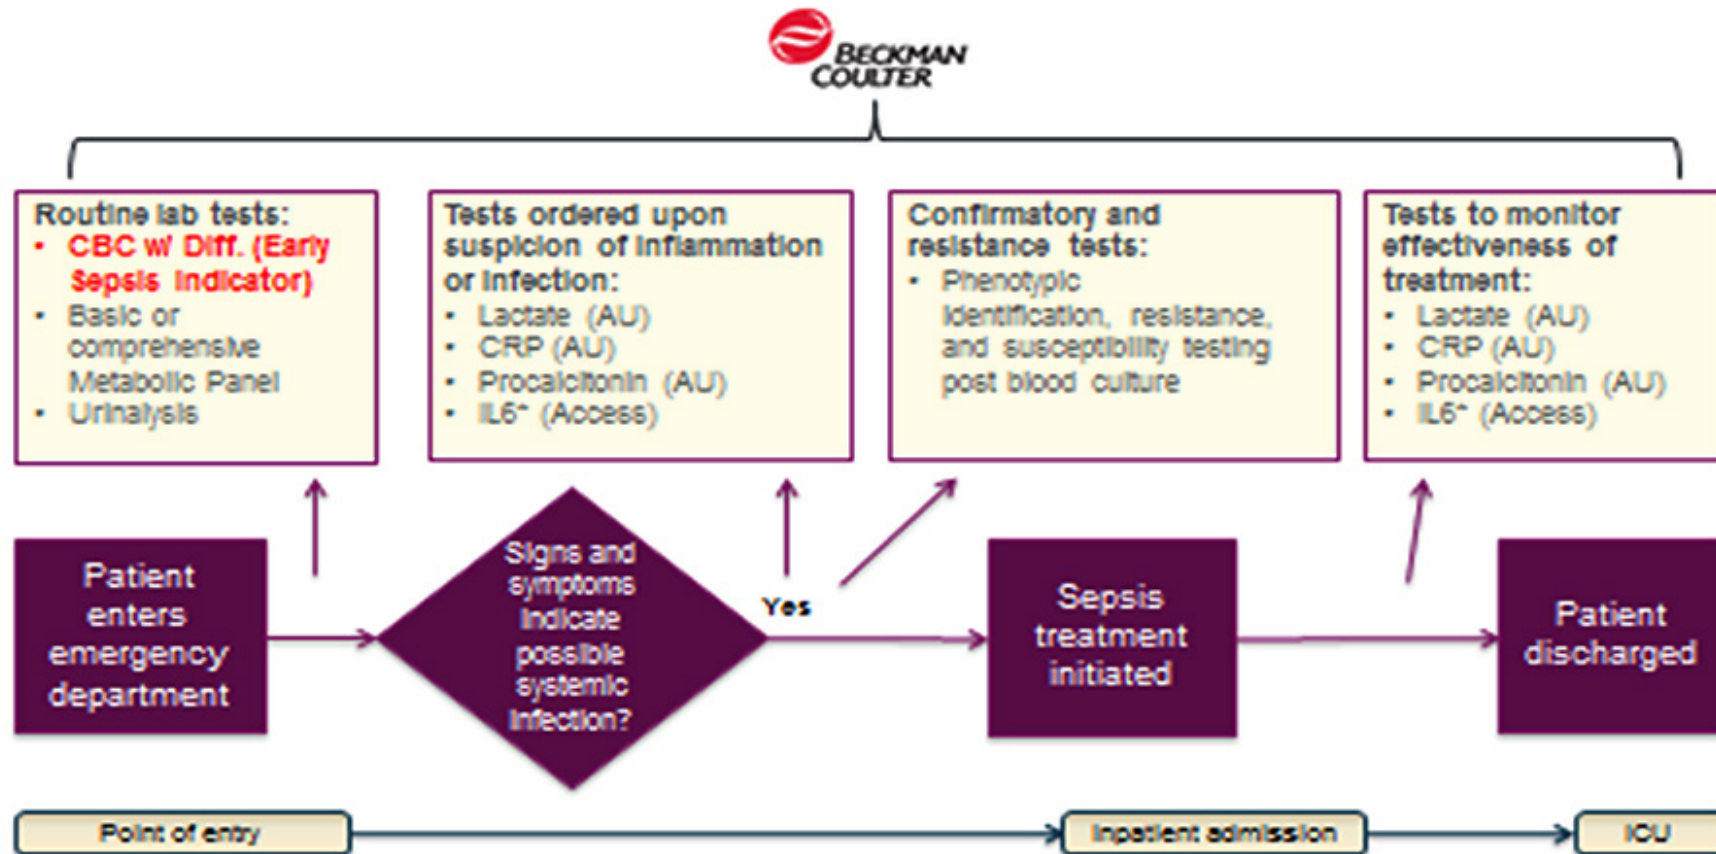 BECKMAN
COULTER
Routine lab tests:
• CBC w/ Diff. (Early
Sepsis Indicator)
• Basic or
comprehensive
Metabolic Panel
• Urinalysis
Tests ordered upon
suspicion of inflammation
or infection:
• Lactate (AU)
• CRP (AU)
• Procalcitonin (AU)
• IL6* (Access)
Confirmatory and
resistance tests:
• Phenotypic
identification, resistance,
and susceptibility testing
post blood culture
Tests to monitor
effectiveness of
treatment:
• Lactate (AU)
• CRP (AU)
• Procalcitonin (AU)
• IL6* (Access)
Patient
enters
emergency
department
Signs and
symptoms
indicate
possible
systemic
infection?
Yes
Sepsis
treatment
initiated
Patient
discharged
Point of entry
Inpatient admission
ICU